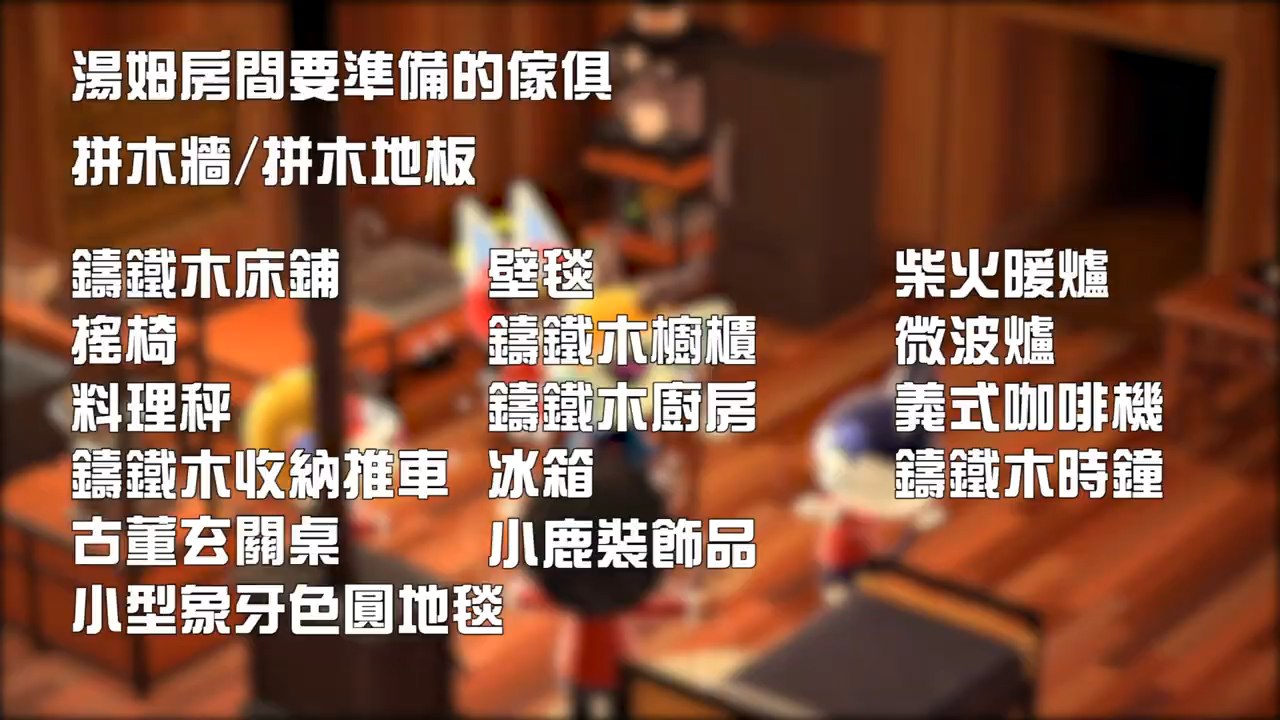 湯姆房間要準備的傢俱
拼木牆/拼木地板
鑄鐵木床鋪
搖椅
料理秤
鑄鐵木收納推車
古董玄關桌
小型象牙色圓地毯
壁毯
鑄鐵木櫥櫃
鑄鐵木廚房
冰箱
小鹿裝飾品
柴火暖爐
微波爐
義式咖啡機
鑄鐵木時鐘